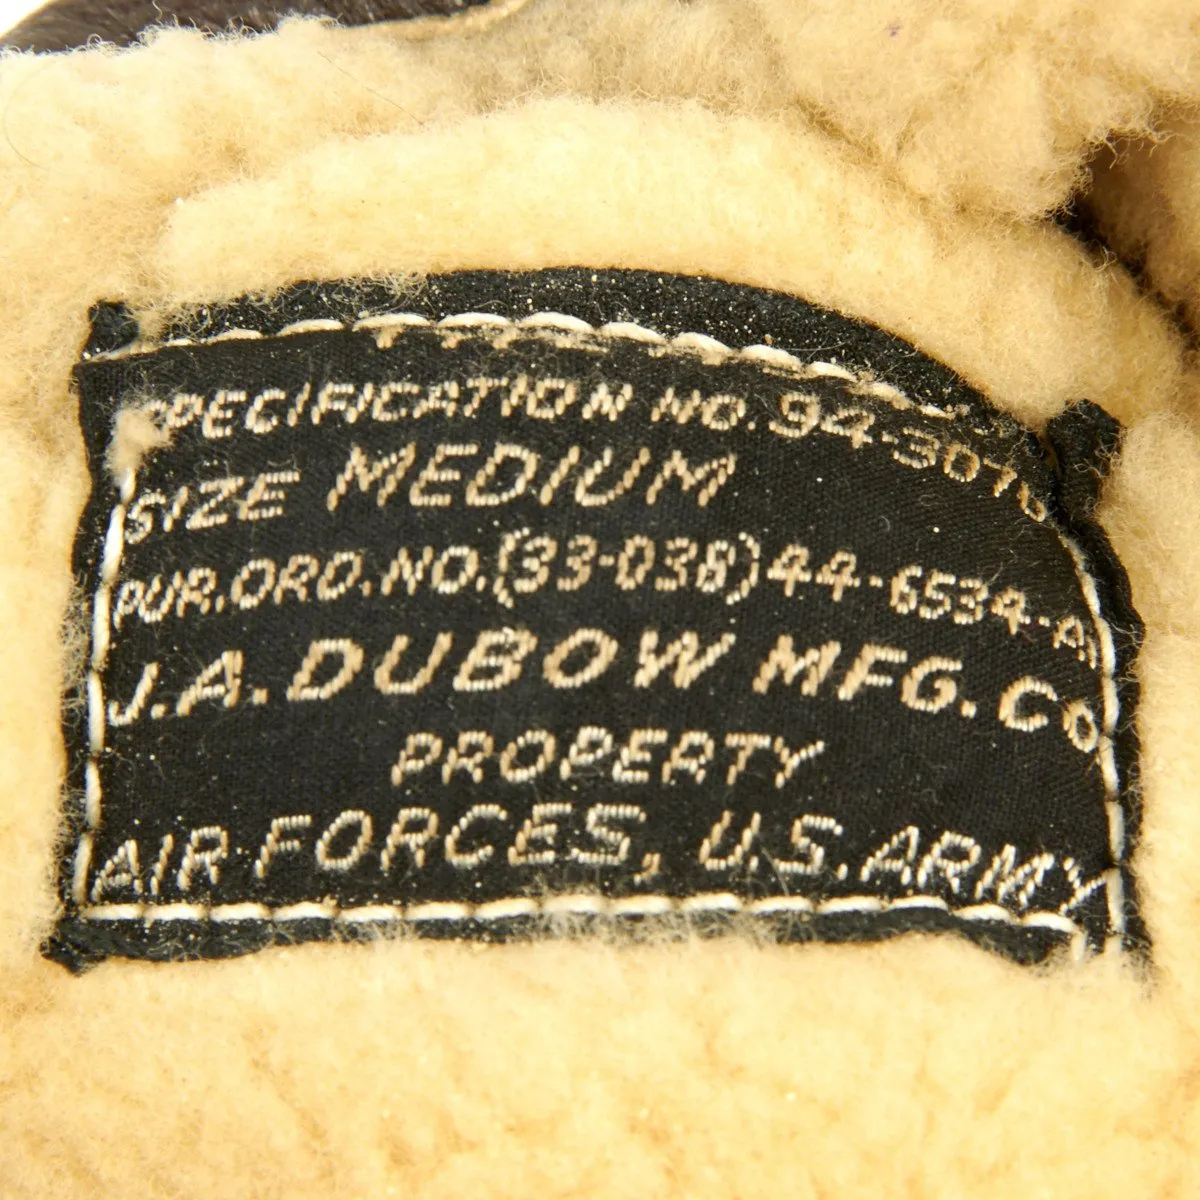 SPECIFICATION NO. 94-3070
SIZE MEDIUM
PUR. ORD. NO. (33-038) 44-6534-AF
J. A. DUBOW MFG. CO
PROPERTY
AIR FORCES, U.S. ARMY